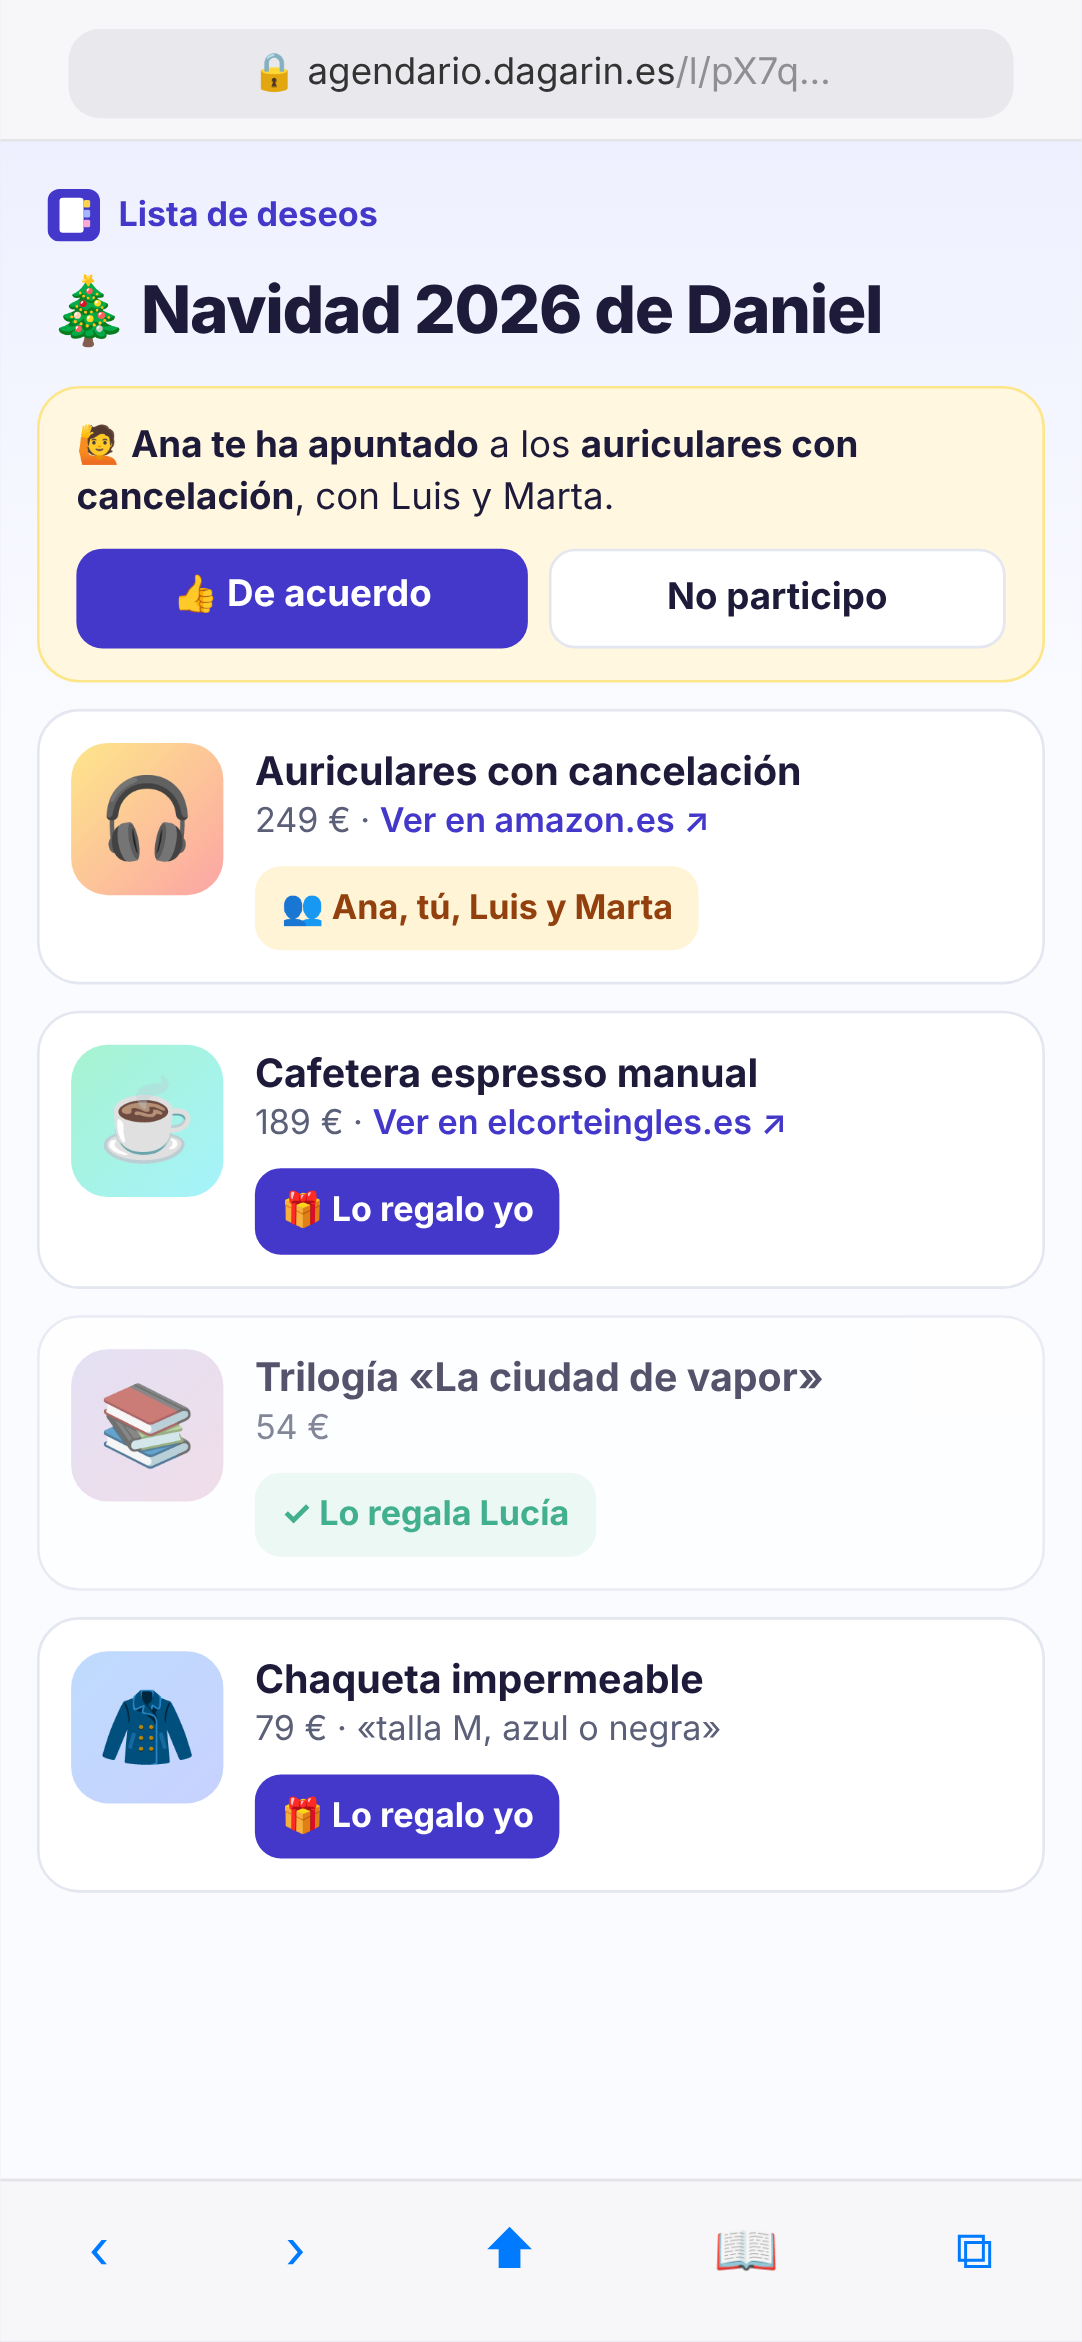 🔒 agendario.dagarin.es/l/pX7q...
Lista de deseos
🎄 Navidad 2026 de Daniel
🙋 Ana te ha apuntado a los auriculares con
cancelación, con Luis y Marta.
👍 De acuerdo
No participo
Auriculares con cancelación
249 € · Ver en amazon.es ↗
👥 Ana, tú, Luis y Marta
Cafetera espresso manual
189 € · Ver en elcorteingles.es ↗
🎁 Lo regalo yo
Trilogía «La ciudad de vapor»
54 €
✓ Lo regala Lucía
Chaqueta impermeable
79 € · «talla M, azul o negra»
🎁 Lo regalo yo